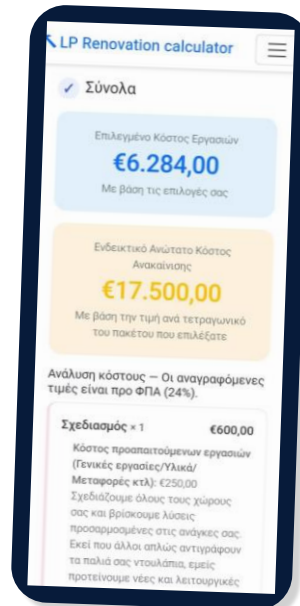 LP Renovation calculator
Σύνολα
Επιλεγμένο Κόστος Εργασιών
€6.284,00
Με βάση τις επιλογές σας
Ενδεικτικό Ανώτατο Κόστος
Ανακαίνισης
€17.500,00
Με βάση την τιμή ανά τετραγωνικό
του πακέτου που επιλέξατε
Ανάλυση κόστους — Οι αναγραφόμενες
τιμές είναι προ ΦΠΑ (24%).
Σχεδιασμός × 1 €600,00
Κόστος προαπαιτούμενων εργασιών
(Γενικές εργασίες/Υλικά/
Μεταφορές κτλ): €250,00
Σχεδιάζουμε όλους τους χώρους
σας και βρίσκουμε λύσεις
προσαρμοσμένες στις ανάγκες σας.
Εκεί που άλλοι απλώς αντιγράφουν
τα παλιά σας ντουλάπια, εμείς
προτείνουμε νέες και λειτουργικές